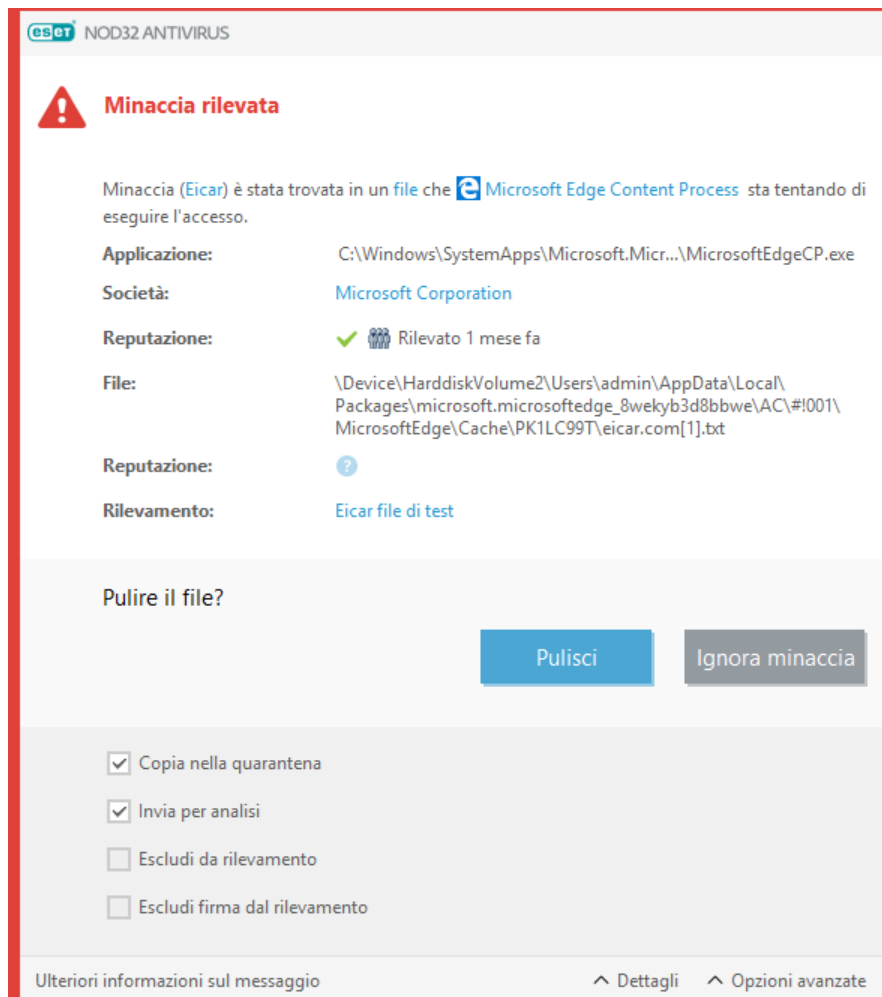 eset NOD32 ANTIVIRUS
Minaccia rilevata
Minaccia (Eicar) è stata trovata in un file che Microsoft Edge Content Process sta tentando di
eseguire l'accesso.
Applicazione: C:\Windows\SystemApps\Microsoft.Micr...\MicrosoftEdgeCP.exe
Società: Microsoft Corporation
Reputazione: Rilevato 1 mese fa
File: \Device\HarddiskVolume2\Users\admin\AppData\Local\
Packages\microsoft.microsoftedge_8wekyb3d8bbwe\AC\#!001\
MicrosoftEdge\Cache\PK1LC99T\eicar.com[1].txt
Reputazione: ?
Rilevamento: Eicar file di test
Pulire il file?
Pulisci Ignora minaccia
Copia nella quarantena
Invia per analisi
Escludi da rilevamento
Escludi firma dal rilevamento
Ulteriori informazioni sul messaggio Dettagli Opzioni avanzate